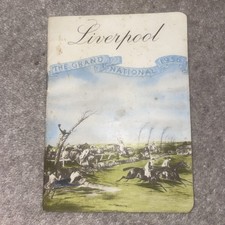 Liverpool
THE GRAND
NATIONAL